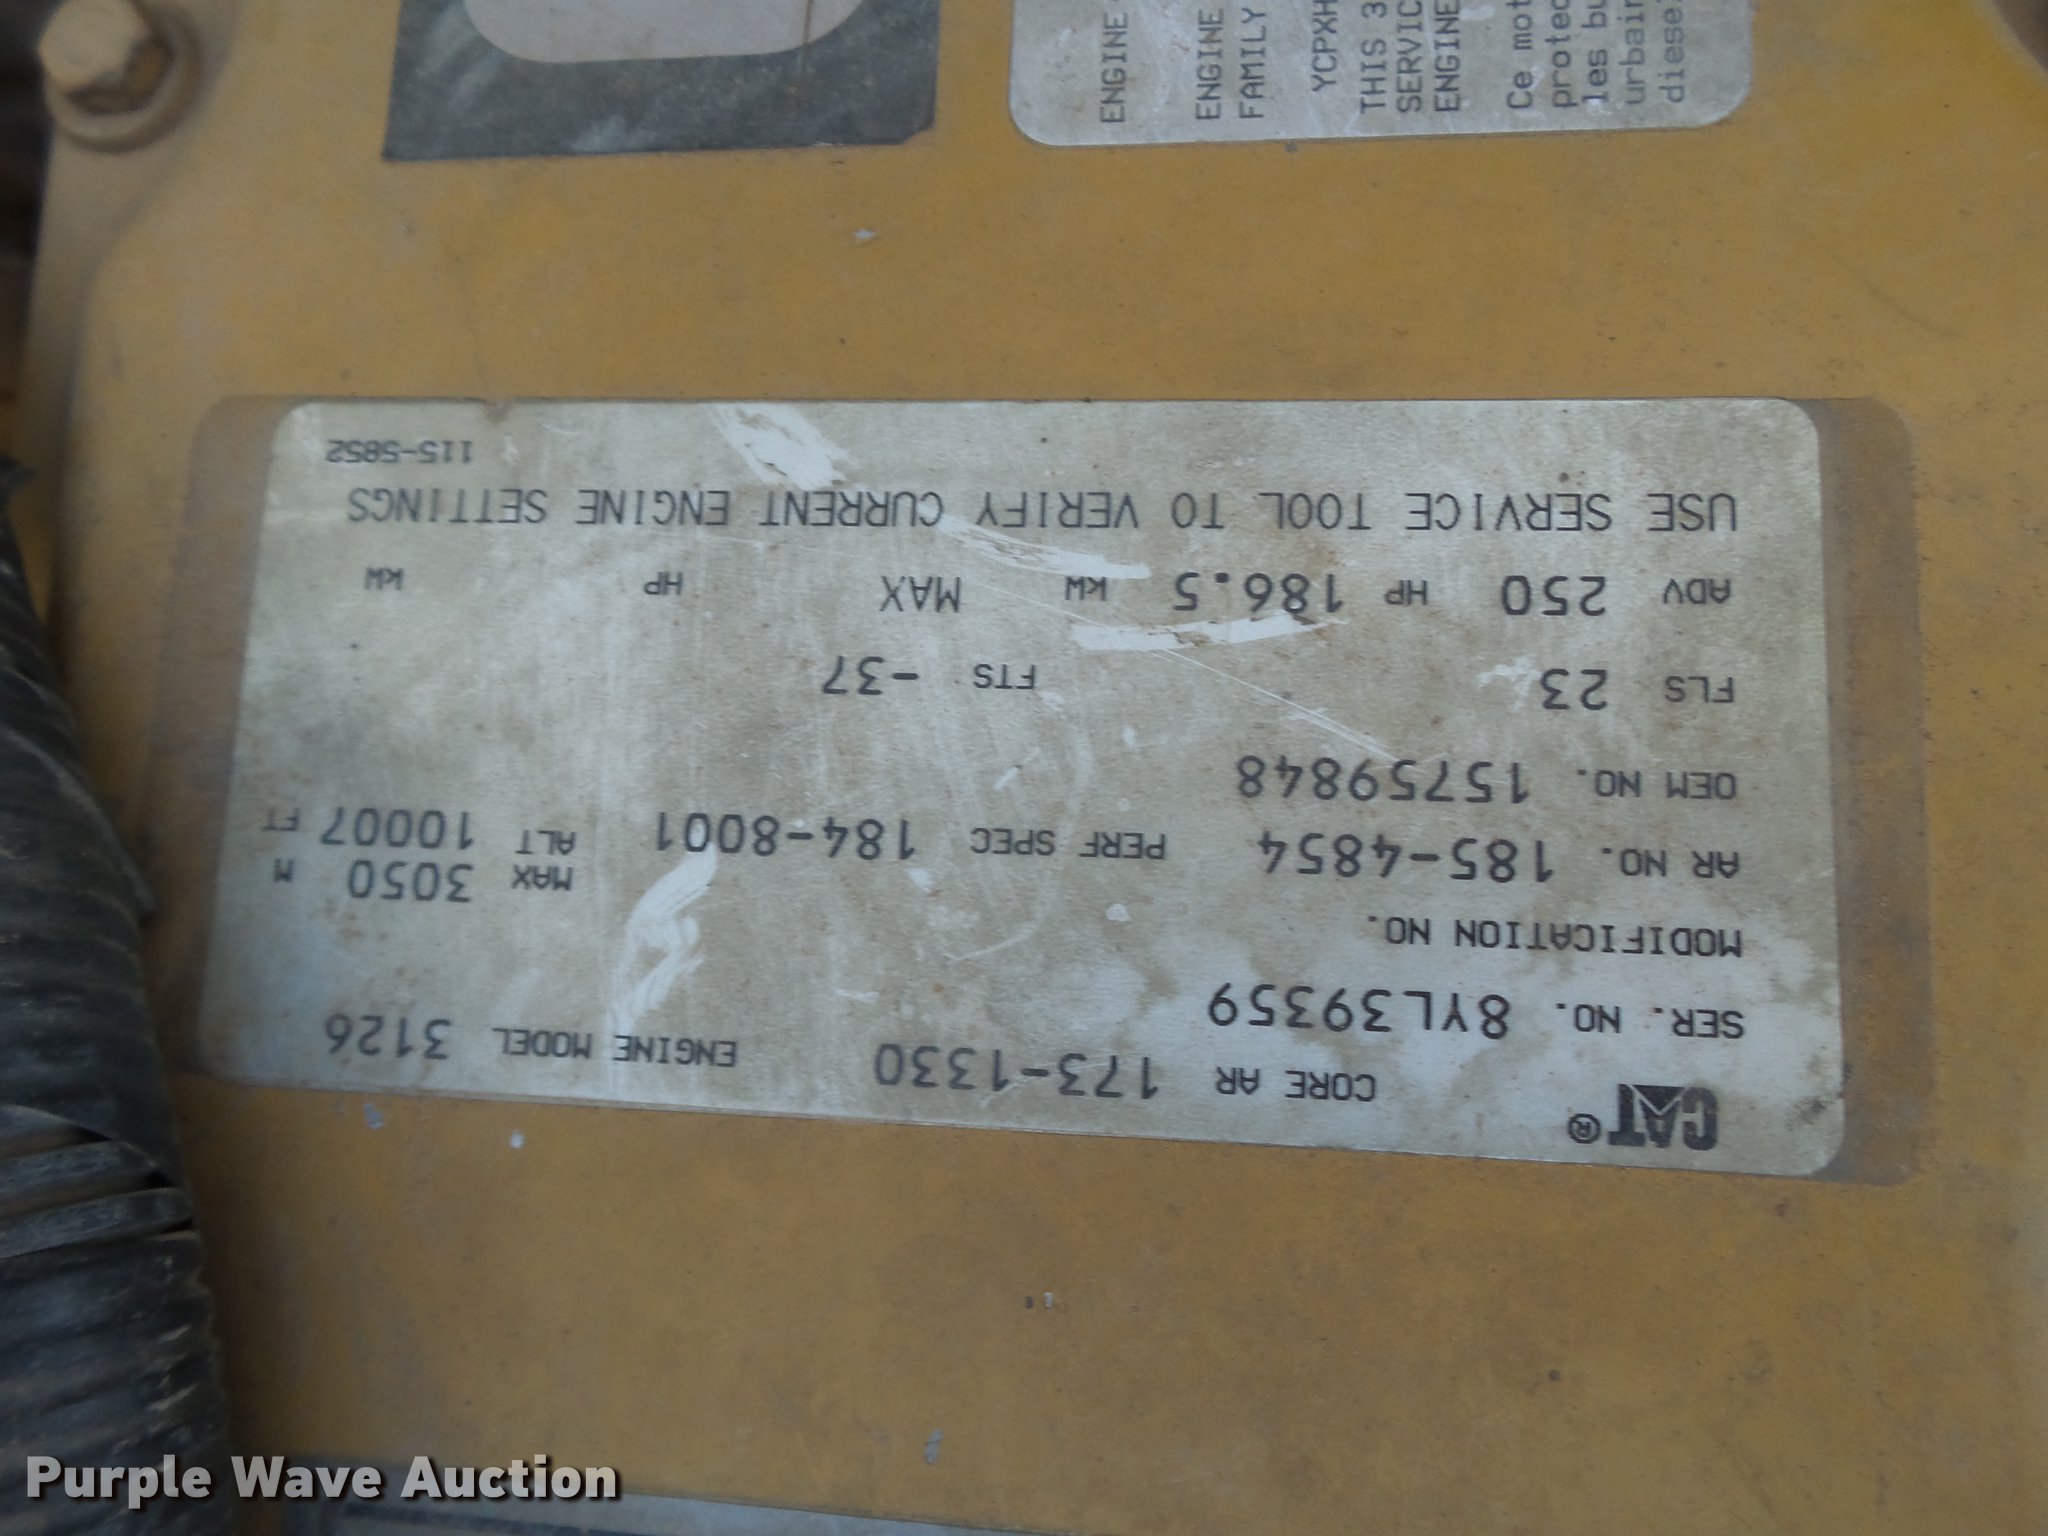 CAT® CORE AR 173-1330 ENGINE MODEL 3126
SER. NO. 8YL39359
MODIFICATION NO.
MAX 3050 M
AR NO. 185-4854 PERF SPEC 184-8001 ALT 10007 FT
OEM NO. 15759848
FLS 23 FTS -37
ADV 250 HP 186.5 kW MAX HP kW
USE SERVICE TOOL TO VERIFY CURRENT ENGINE SETTINGS
115-5852
ENGINE
ENGINE
FAMILY
YCPXH
THIS 3
SERVIC
ENGINE
Ce mot
protec
les bu
urbain
diese
Purple Wave Auction